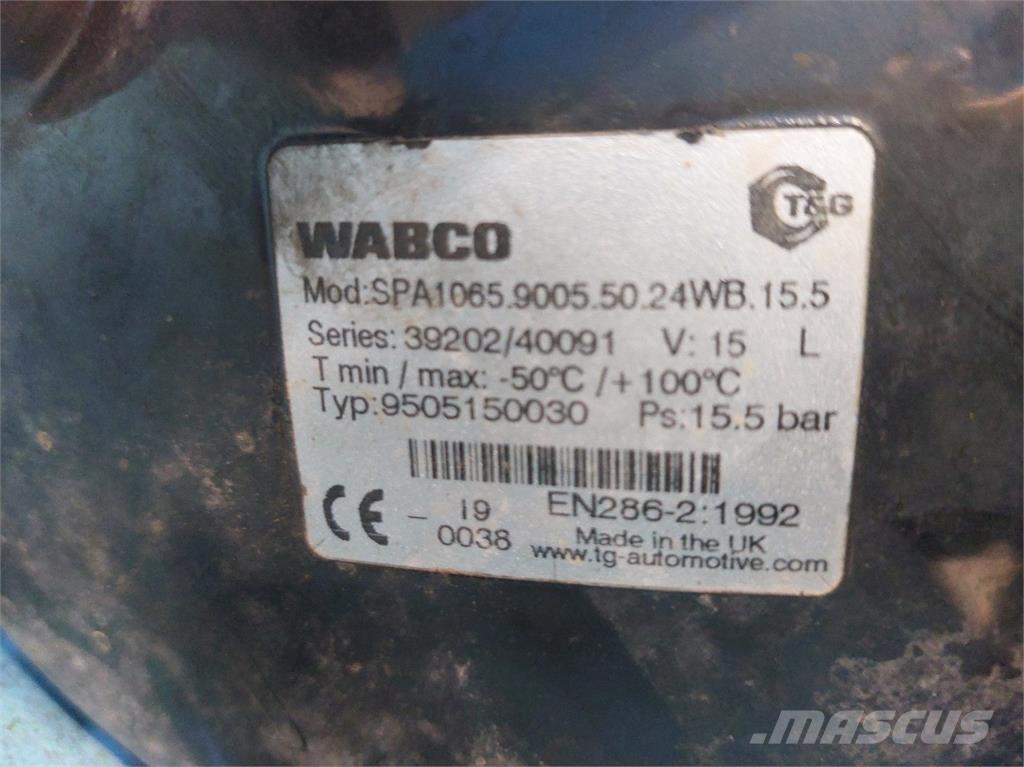 T&G
WABCO
Mod:SPA1065.9005.50.24WB.15.5
Series: 39202/40091 V: 15 L
T min / max: -50°C / +100°C
Typ:9505150030 Ps:15.5 bar
CE - 19 EN286-2:1992
0038 Made in the UK
www.tg-automotive.com
MASCUS